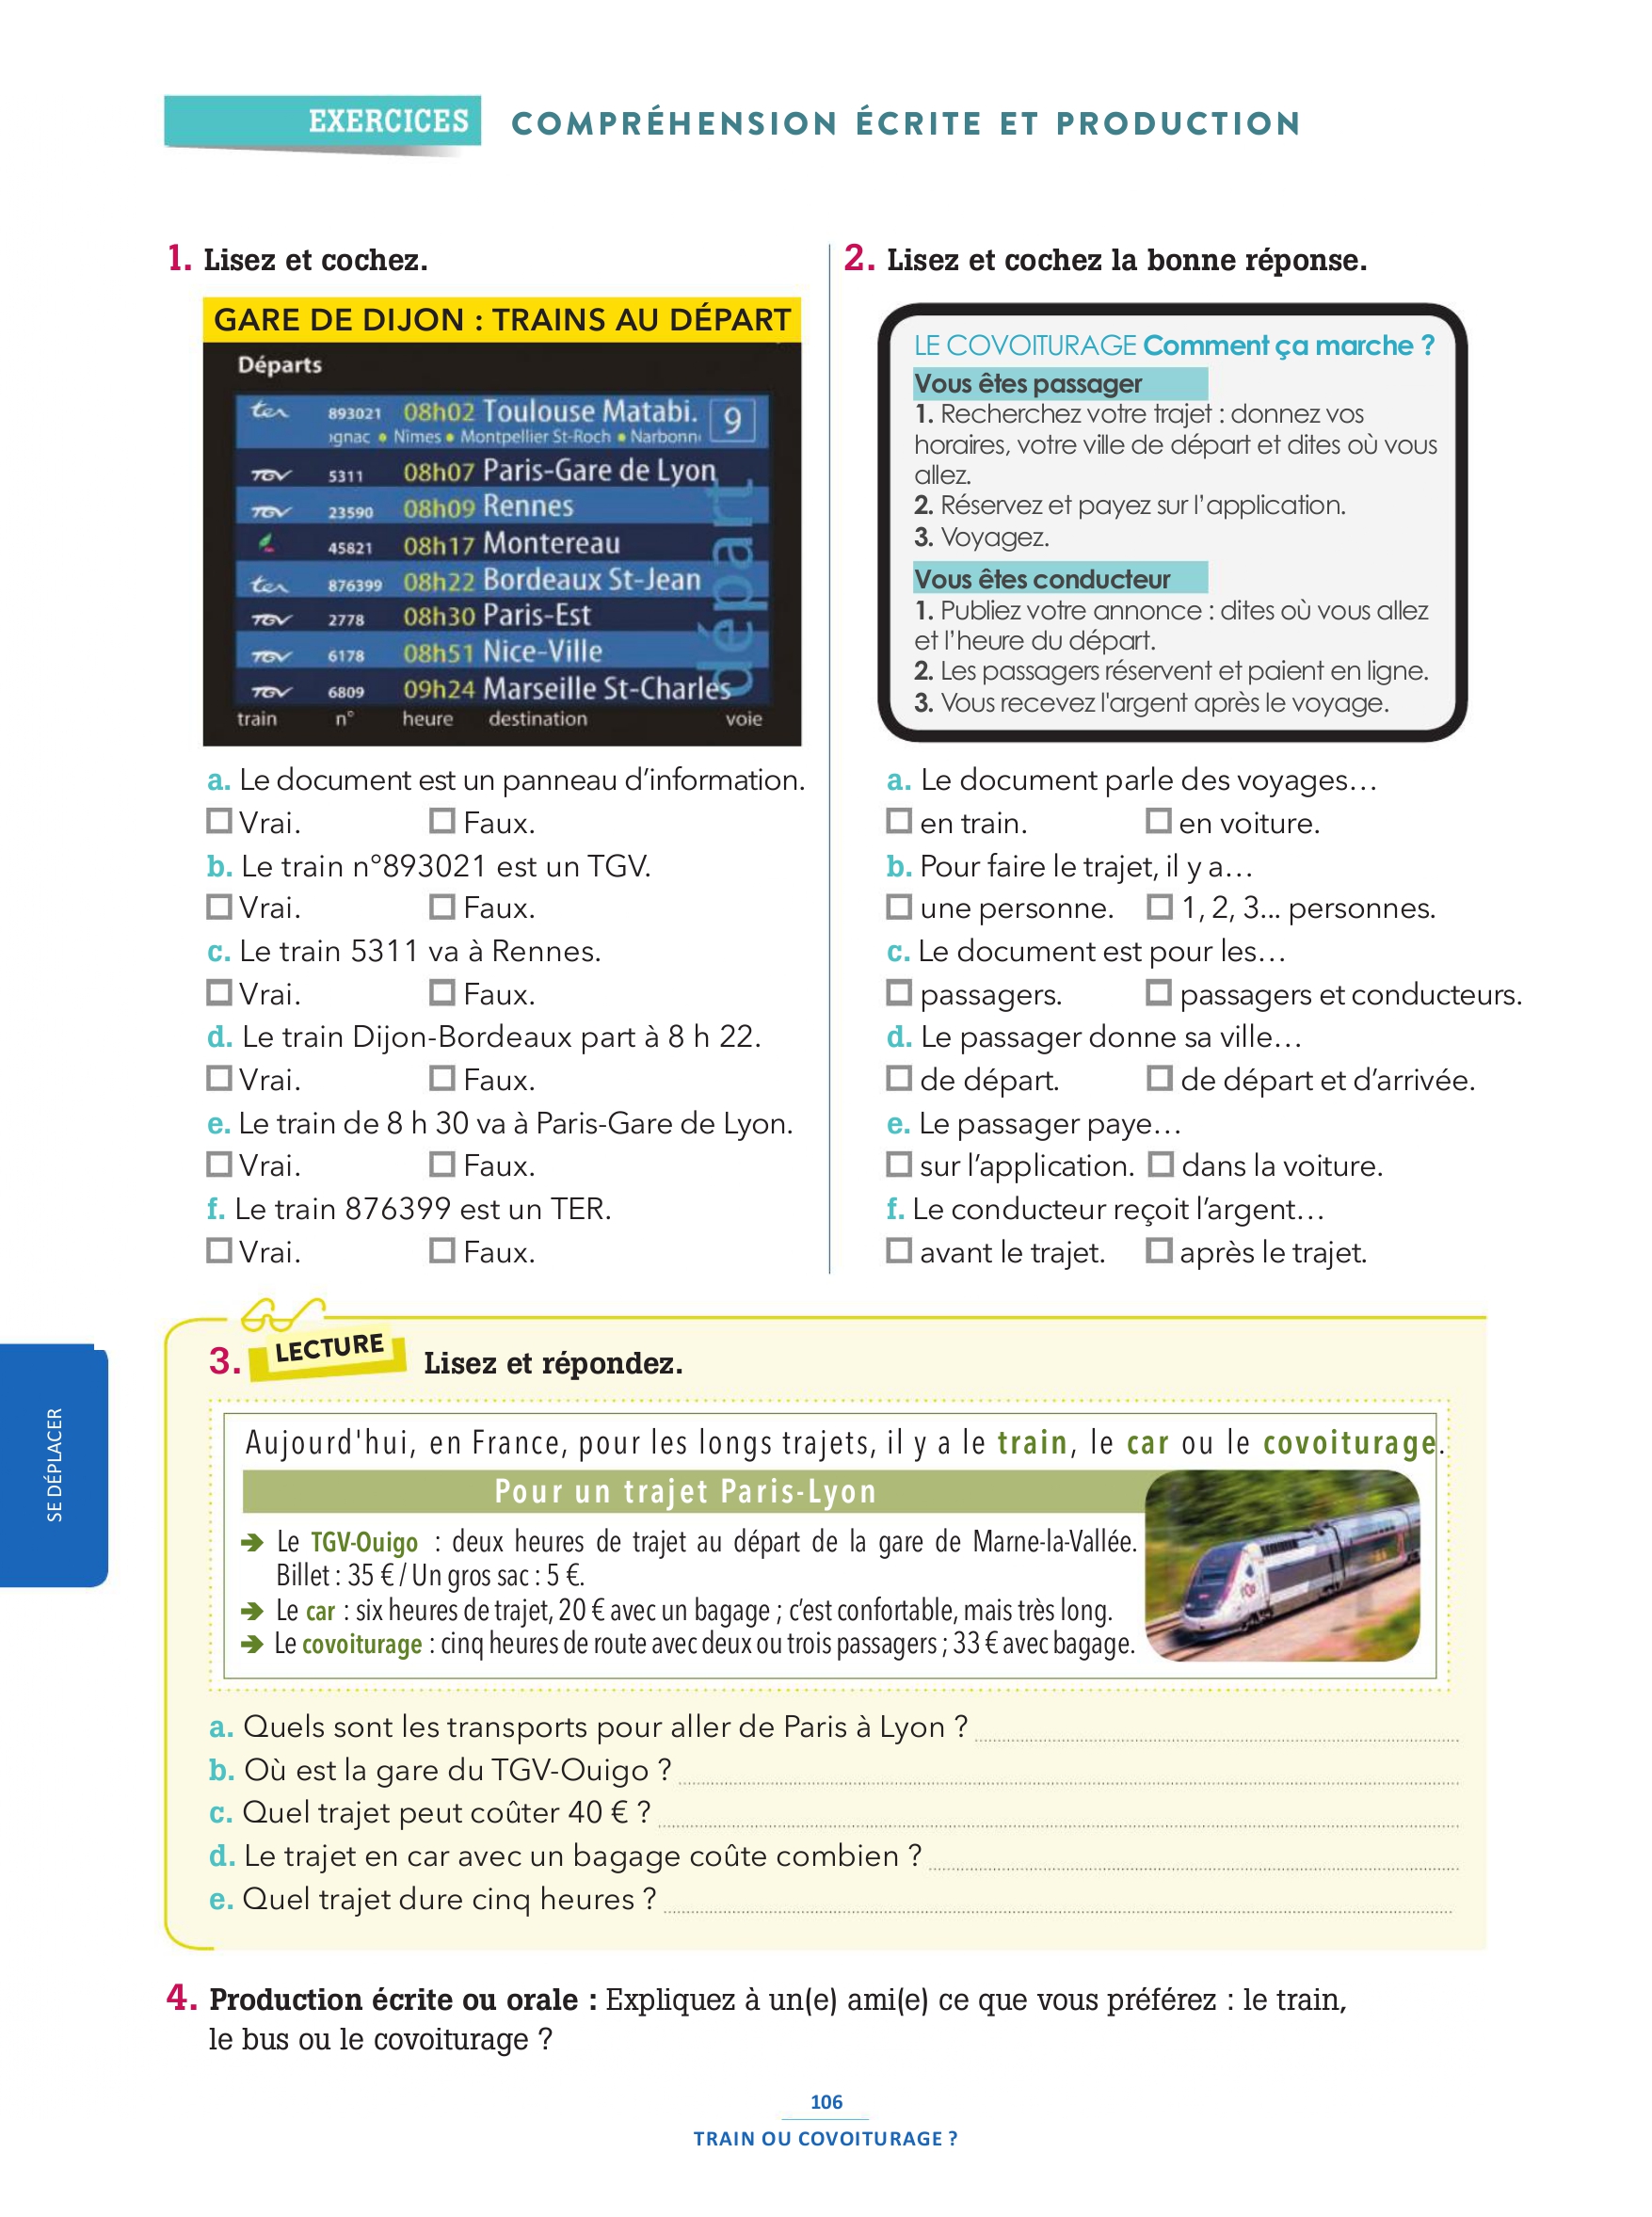 EXERCICES COMPRÉHENSION ÉCRITE ET PRODUCTION
1. Lisez et cochez.
GARE DE DIJON : TRAINS AU DÉPART
Départs
ter 893021 08h02 Toulouse Matabi. 9
ignac • Nîmes • Montpellier St-Roch • Narbonn
TGV 5311 08h07 Paris-Gare de Lyon
TGV 23590 08h09 Rennes
45821 08h17 Montereau
ter 876399 08h22 Bordeaux St-Jean
TGV 2778 08h30 Paris-Est
TGV 6178 08h51 Nice-Ville
TGV 6809 09h24 Marseille St-Charles
train n° heure destination voie
départ
a. Le document est un panneau d’information.
Vrai. Faux.
b. Le train n°893021 est un TGV.
Vrai. Faux.
c. Le train 5311 va à Rennes.
Vrai. Faux.
d. Le train Dijon-Bordeaux part à 8 h 22.
Vrai. Faux.
e. Le train de 8 h 30 va à Paris-Gare de Lyon.
Vrai. Faux.
f. Le train 876399 est un TER.
Vrai. Faux.
2. Lisez et cochez la bonne réponse.
LE COVOITURAGE Comment ça marche ?
Vous êtes passager
1. Recherchez votre trajet : donnez vos
horaires, votre ville de départ et dites où vous
allez.
2. Réservez et payez sur l’application.
3. Voyagez.
Vous êtes conducteur
1. Publiez votre annonce : dites où vous allez
et l’heure du départ.
2. Les passagers réservent et paient en ligne.
3. Vous recevez l'argent après le voyage.
a. Le document parle des voyages…
en train. en voiture.
b. Pour faire le trajet, il y a…
une personne. 1, 2, 3... personnes.
c. Le document est pour les…
passagers. passagers et conducteurs.
d. Le passager donne sa ville…
de départ. de départ et d’arrivée.
e. Le passager paye…
sur l’application. dans la voiture.
f. Le conducteur reçoit l’argent…
avant le trajet. après le trajet.
SE DÉPLACER
3. LECTURE Lisez et répondez.
Aujourd'hui, en France, pour les longs trajets, il y a le train, le car ou le covoiturage.
Pour un trajet Paris-Lyon
➔ Le TGV-Ouigo : deux heures de trajet au départ de la gare de Marne-la-Vallée.
Billet : 35 € / Un gros sac : 5 €.
➔ Le car : six heures de trajet, 20 € avec un bagage ; c’est confortable, mais très long.
➔ Le covoiturage : cinq heures de route avec deux ou trois passagers ; 33 € avec bagage.
a. Quels sont les transports pour aller de Paris à Lyon ?
b. Où est la gare du TGV-Ouigo ?
c. Quel trajet peut coûter 40 € ?
d. Le trajet en car avec un bagage coûte combien ?
e. Quel trajet dure cinq heures ?
4. Production écrite ou orale : Expliquez à un(e) ami(e) ce que vous préférez : le train,
le bus ou le covoiturage ?
106
TRAIN OU COVOITURAGE ?